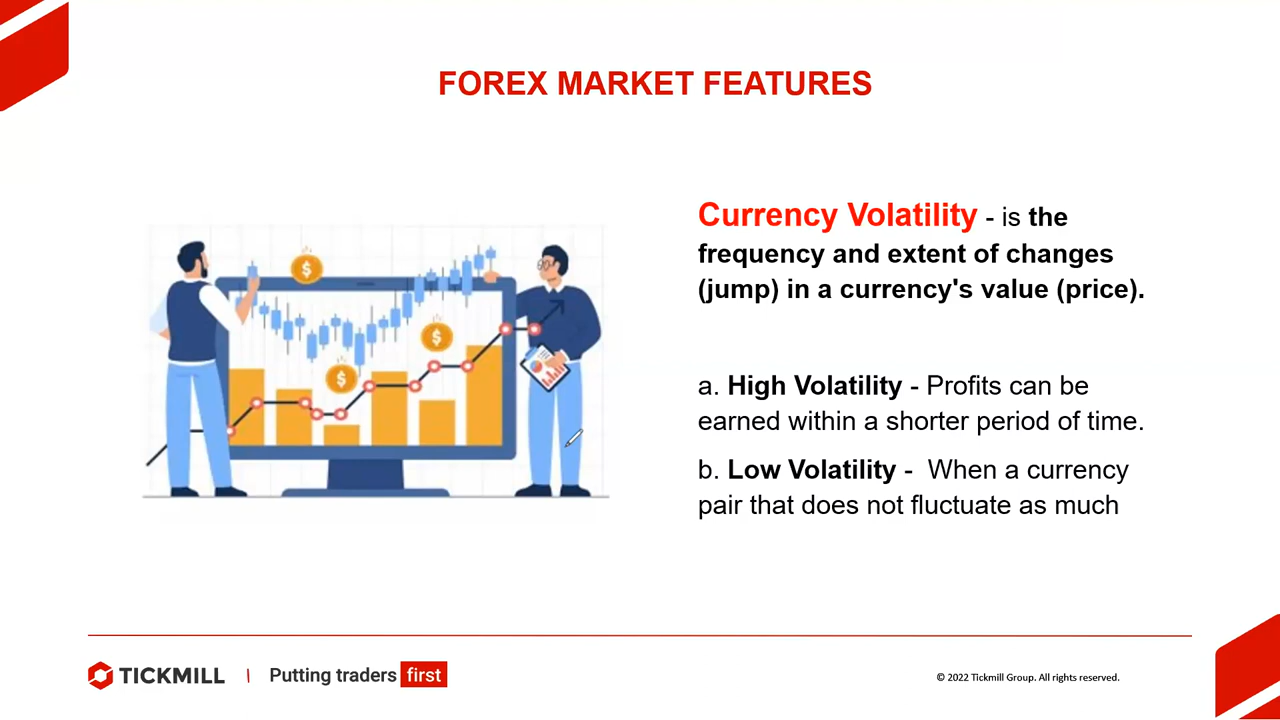 FOREX MARKET FEATURES
Currency Volatility - is the
frequency and extent of changes
(jump) in a currency's value (price).
a. High Volatility - Profits can be
earned within a shorter period of time.
b. Low Volatility -  When a currency
pair that does not fluctuate as much
$
$
$
TICKMILL | Putting traders first
© 2022 Tickmill Group. All rights reserved.